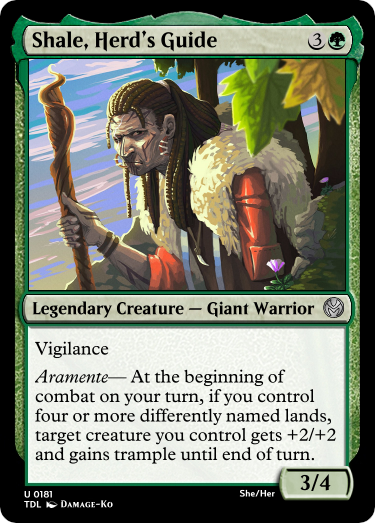 Shale, Herd's Guide 3
Legendary Creature — Giant Warrior
Vigilance
Aramente— At the beginning of
combat on your turn, if you control
four or more differently named lands,
target creature you control gets +2/+2
and gains trample until end of turn.
3/4
U 0181 She/Her
TDL Damage-Ko